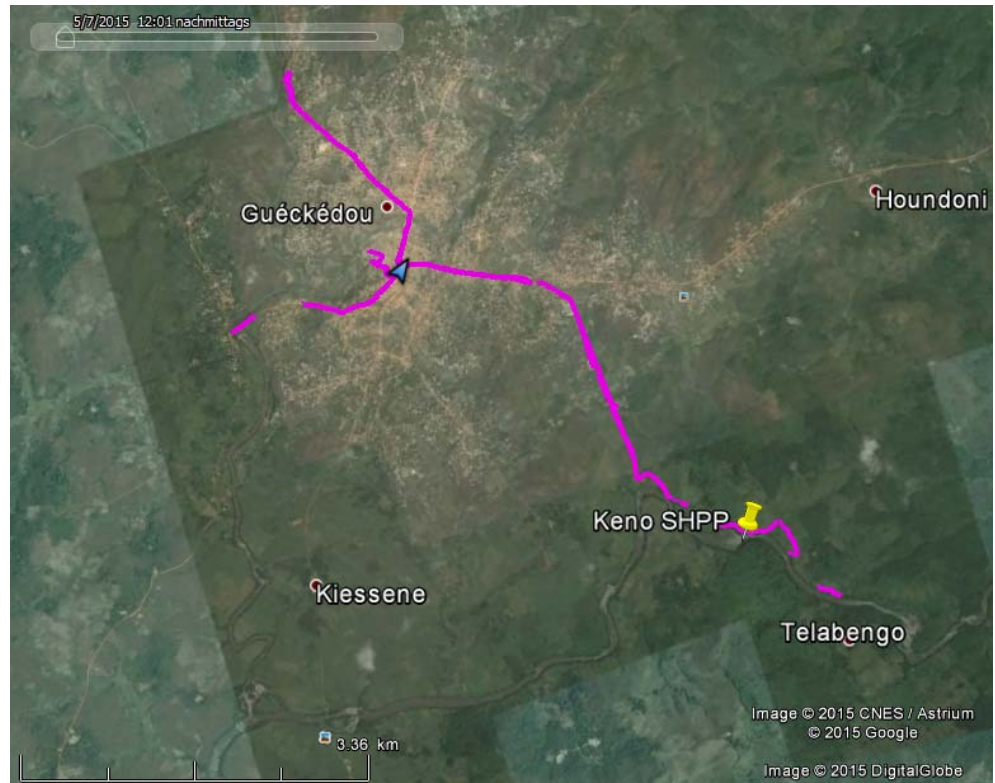 5/7/2015 12:01 nachmittags
Houndoni
Guéckédou
Keno SHPP
Kiessene
Telabengo
Image © 2015 CNES / Astrium
© 2015 Google
3.36 km
Image © 2015 DigitalGlobe